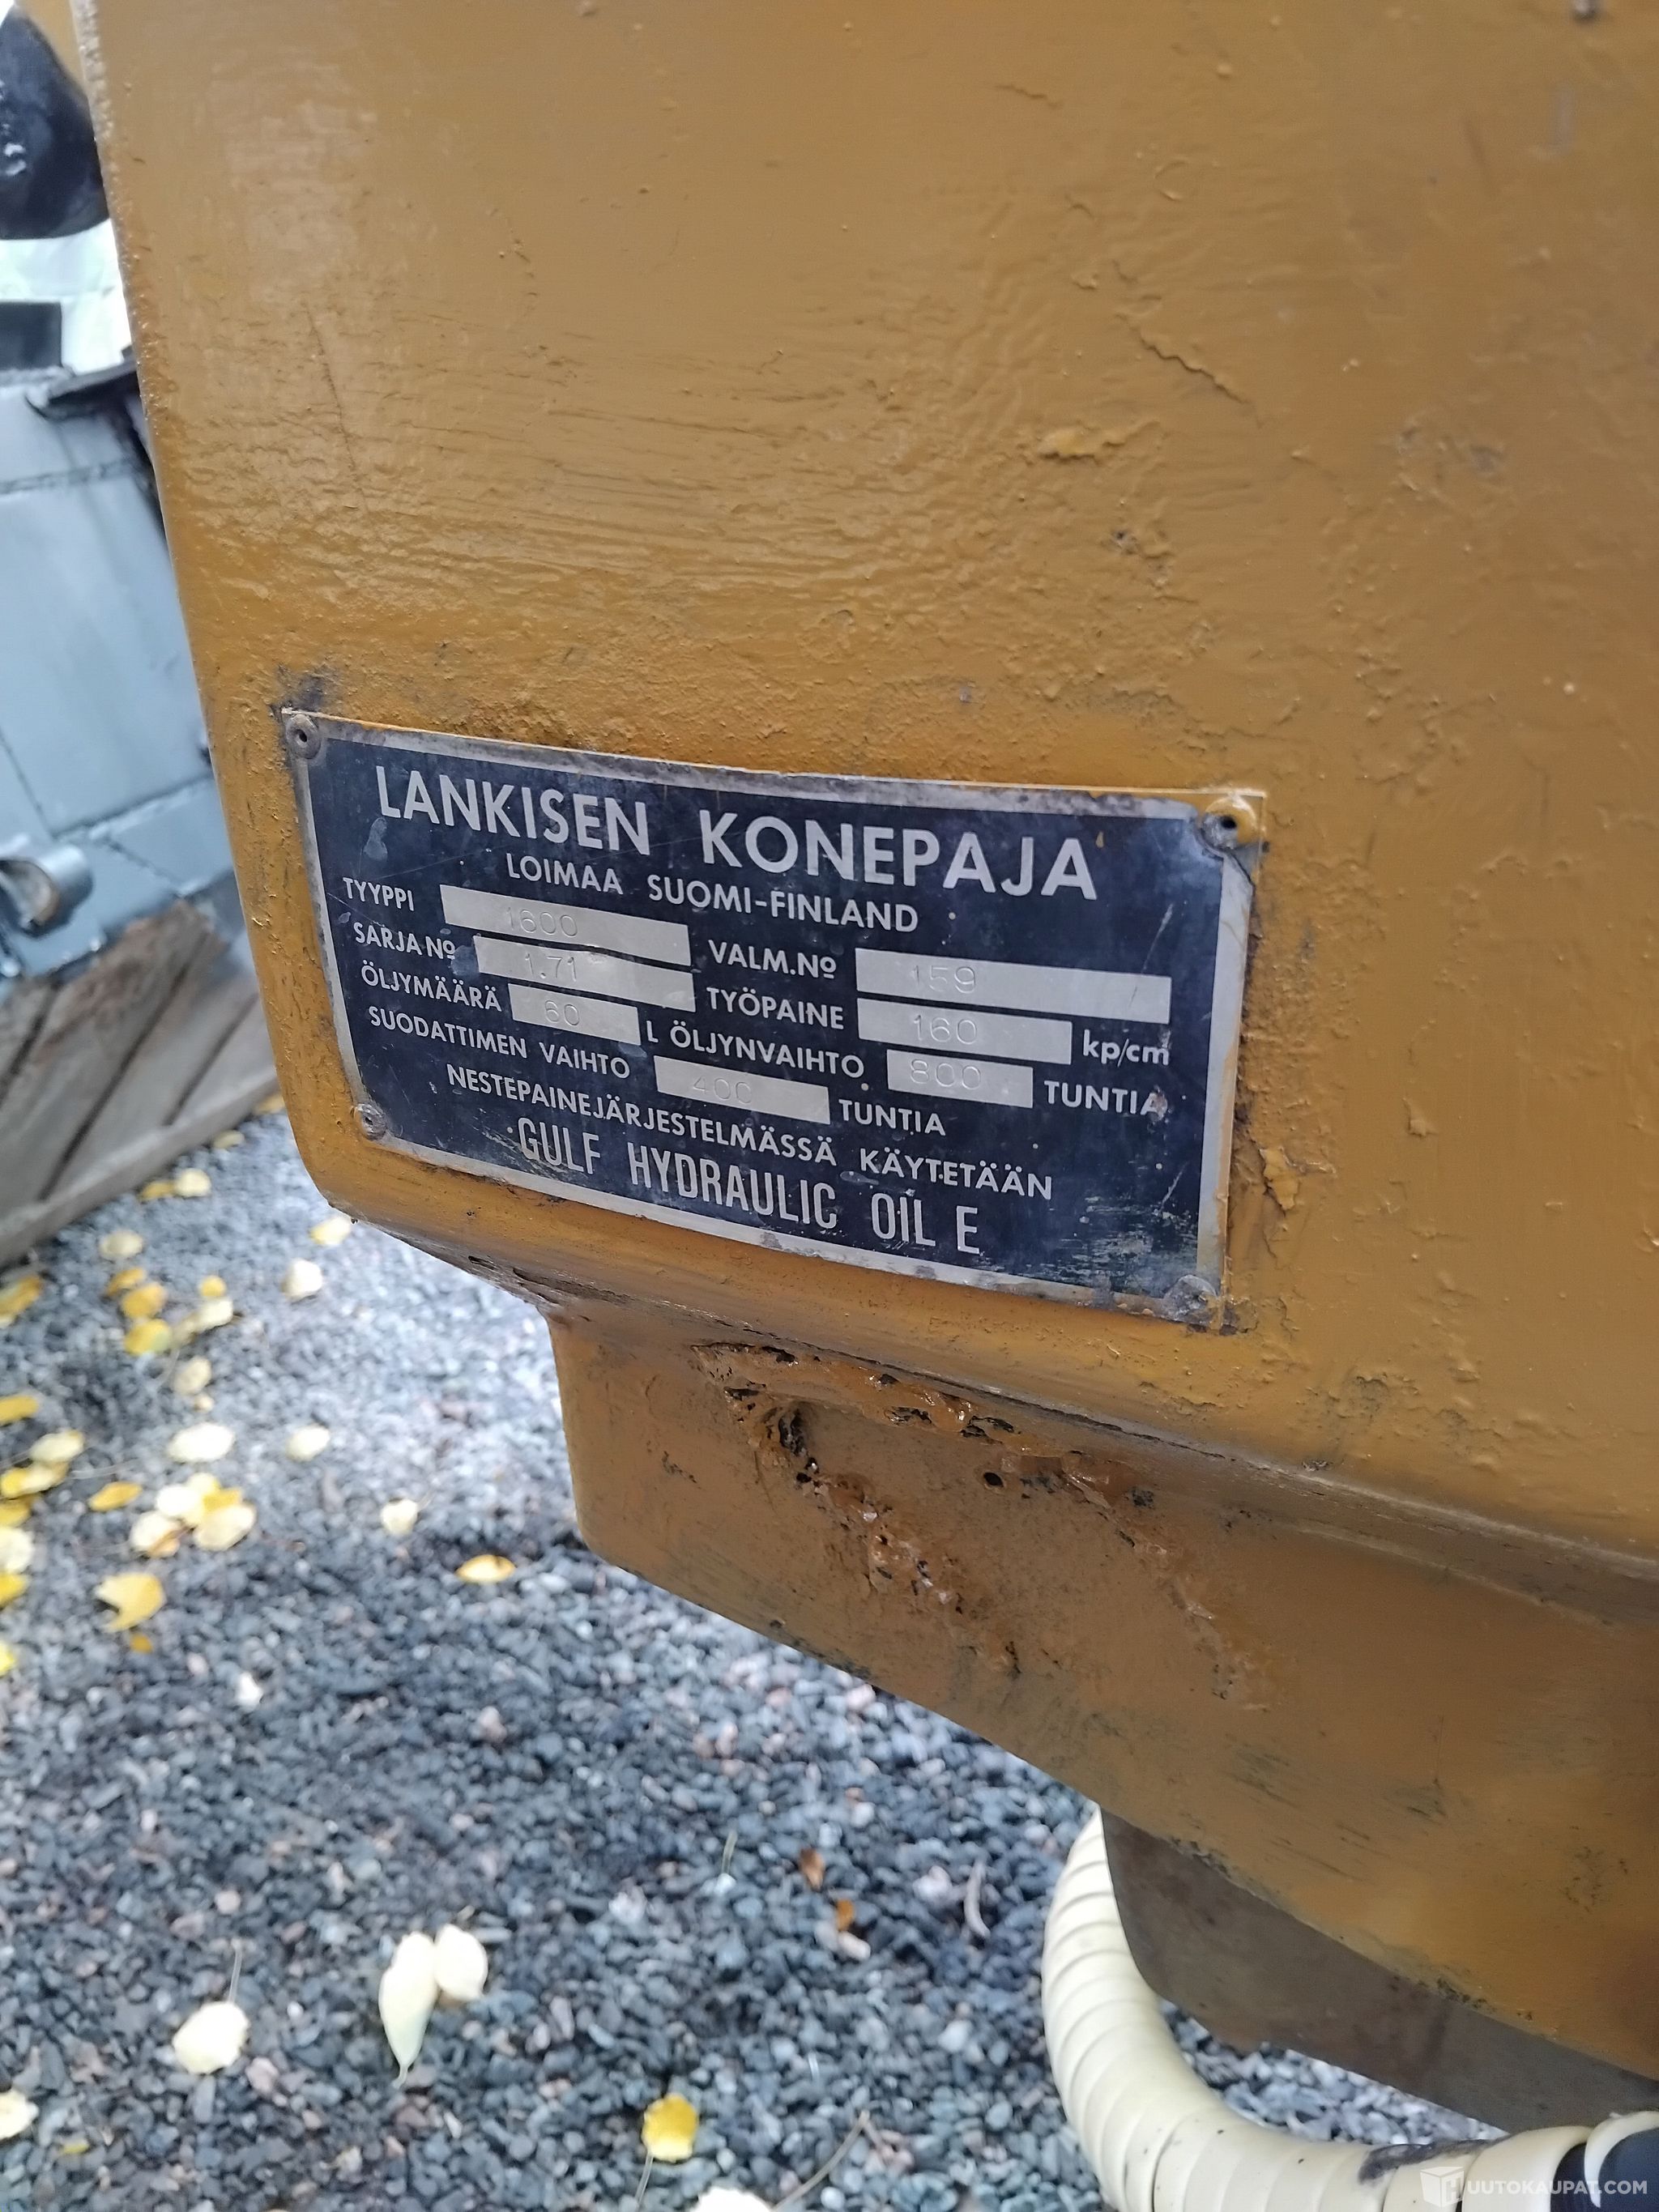 LANKISEN KONEPAJA
LOIMAA SUOMI-FINLAND
TYYPPI 1600 VALM.Nº 159
SARJA Nº 1.71 TYÖPAINE 160 kp/cm
ÖLJYMÄÄRÄ 60 L ÖLJYNVAIHTO 800 TUNTIA
SUODATTIMEN VAIHTO 400 TUNTIA
NESTEPAINEJÄRJESTELMÄSSÄ KÄYTETÄÄN
GULF HYDRAULIC OIL E
HUUTOKAUPAT.COM